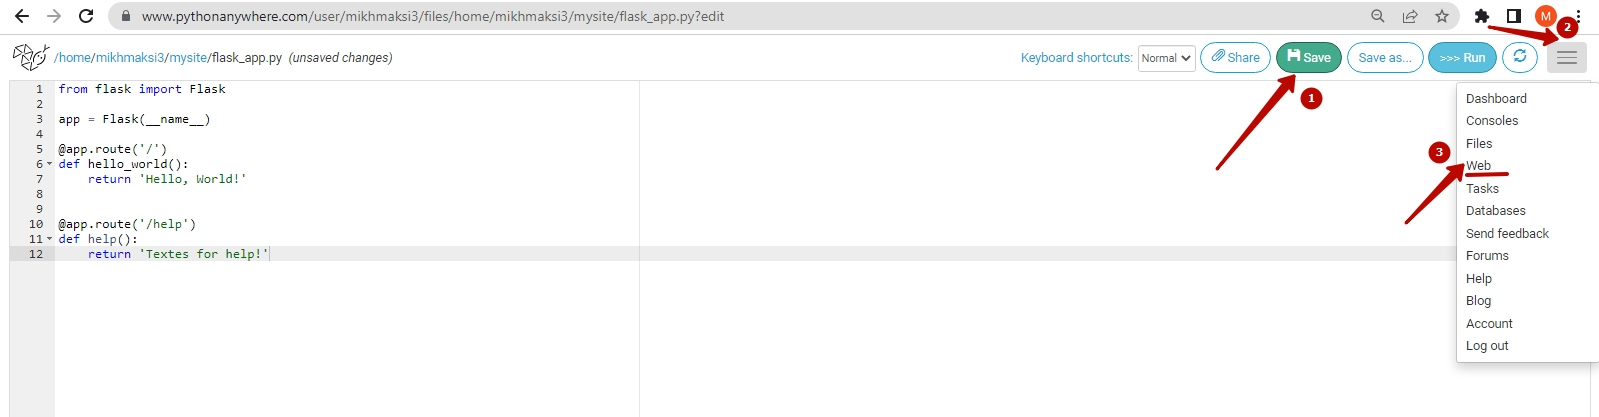 www.pythonanywhere.com/user/mikhmaksi3/files/home/mikhmaksi3/mysite/flask_app.py?edit
M
2
/home/mikhmaksi3/mysite/flask_app.py (unsaved changes)
Keyboard shortcuts: Normal Share Save Save as... >>> Run
1 from flask import Flask
2
3 app = Flask(__name__)
4
5 @app.route('/')
6 def hello_world():
7     return 'Hello, World!'
8
9
10 @app.route('/help')
11 def help():
12     return 'Textes for help!'
1
Dashboard
Consoles
Files
3
Web
Tasks
Databases
Send feedback
Forums
Help
Blog
Account
Log out